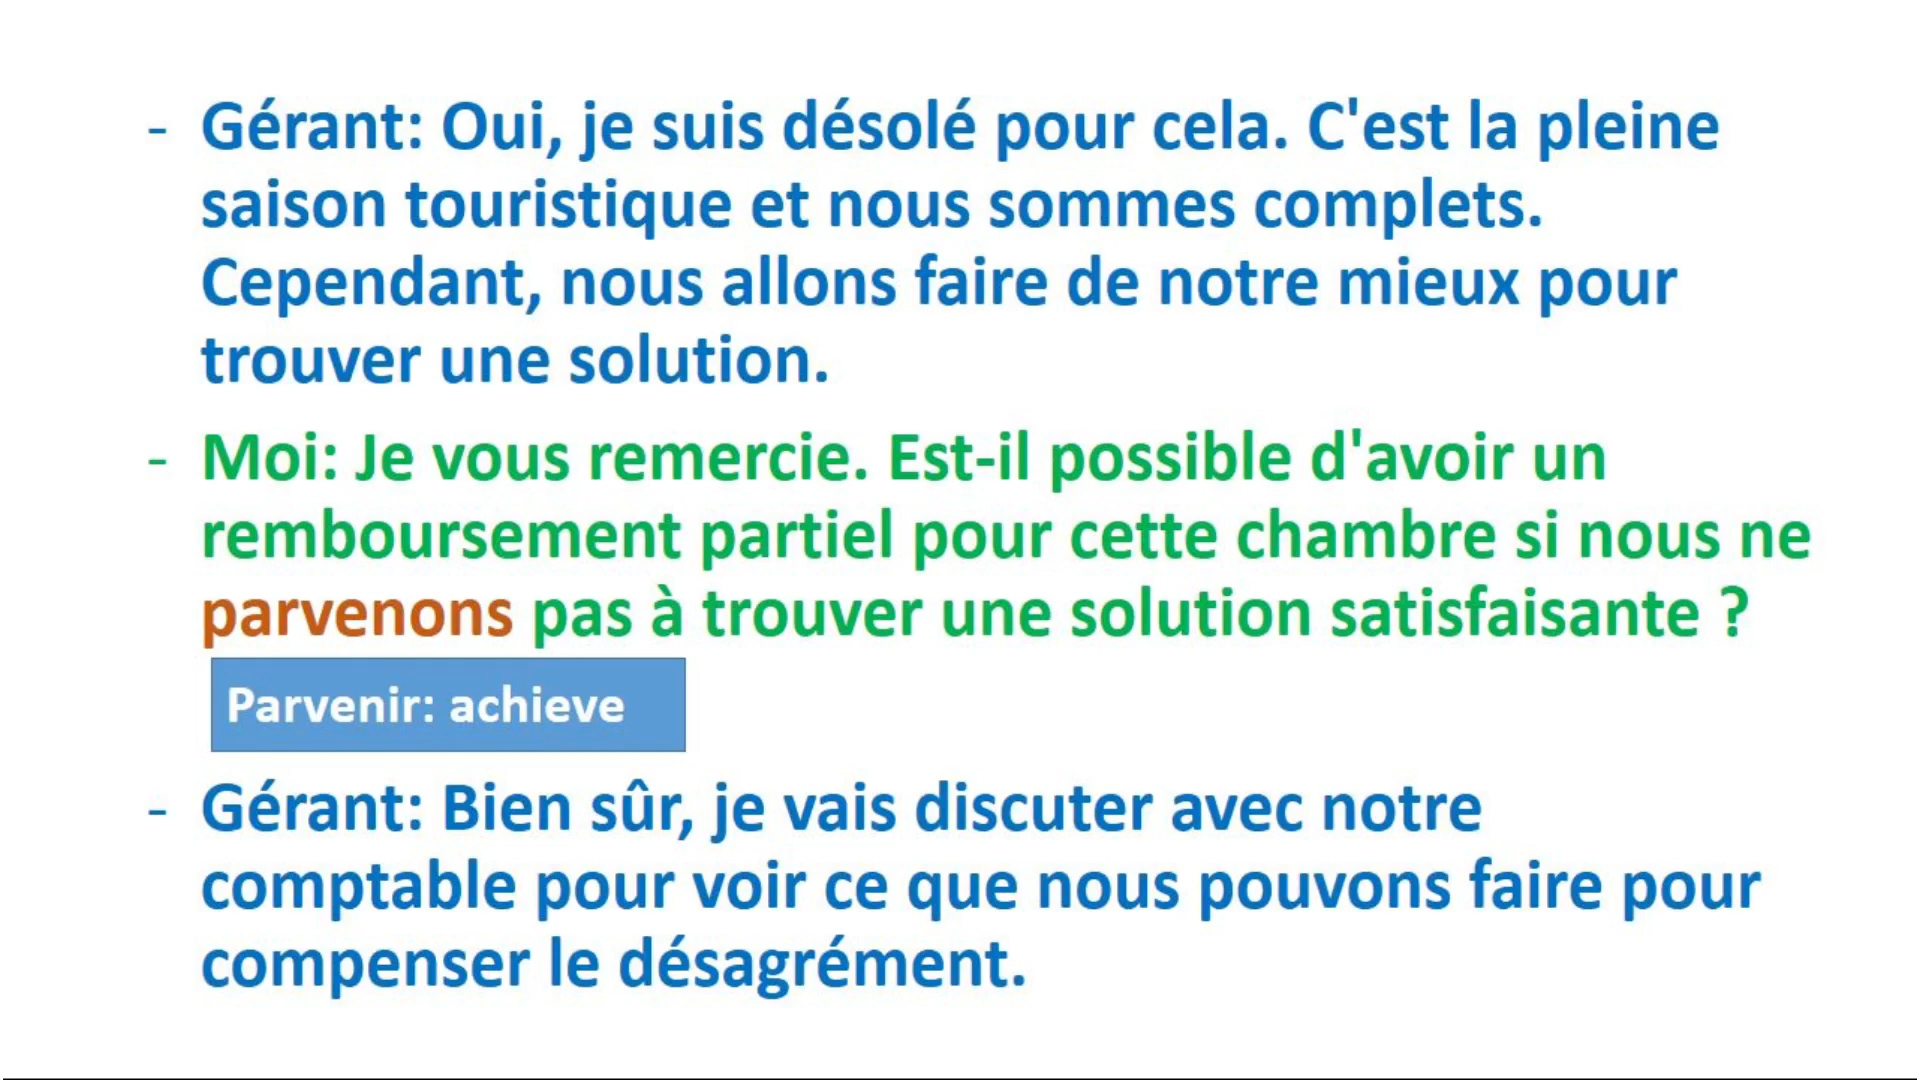 - Gérant: Oui, je suis désolé pour cela. C'est la pleine
saison touristique et nous sommes complets.
Cependant, nous allons faire de notre mieux pour
trouver une solution.
- Moi: Je vous remercie. Est-il possible d'avoir un
remboursement partiel pour cette chambre si nous ne
parvenons pas à trouver une solution satisfaisante ?
Parvenir: achieve
- Gérant: Bien sûr, je vais discuter avec notre
comptable pour voir ce que nous pouvons faire pour
compenser le désagrément.